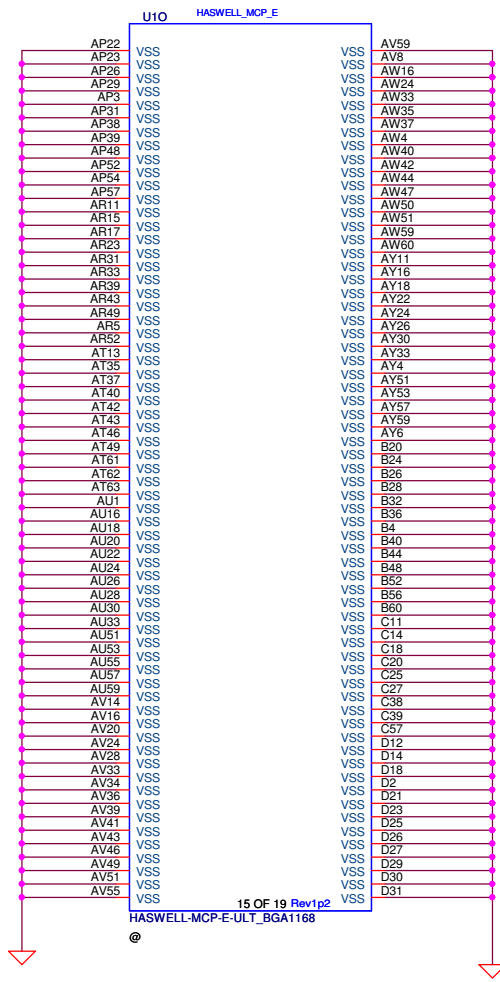 U1O HASWELL_MCP_E
AP22 VSS VSS AV59
AP23 VSS VSS AV8
AP26 VSS VSS AW16
AP29 VSS VSS AW24
AP3 VSS VSS AW33
AP31 VSS VSS AW35
AP38 VSS VSS AW37
AP39 VSS VSS AW4
AP48 VSS VSS AW40
AP52 VSS VSS AW42
AP54 VSS VSS AW44
AP57 VSS VSS AW47
AR11 VSS VSS AW50
AR15 VSS VSS AW51
AR17 VSS VSS AW59
AR23 VSS VSS AW60
AR31 VSS VSS AY11
AR33 VSS VSS AY16
AR39 VSS VSS AY18
AR43 VSS VSS AY22
AR49 VSS VSS AY24
AR5 VSS VSS AY26
AR52 VSS VSS AY30
AT13 VSS VSS AY33
AT35 VSS VSS AY4
AT37 VSS VSS AY51
AT40 VSS VSS AY53
AT42 VSS VSS AY57
AT43 VSS VSS AY59
AT46 VSS VSS AY6
AT49 VSS VSS B20
AT61 VSS VSS B24
AT62 VSS VSS B26
AT63 VSS VSS B28
AU1 VSS VSS B32
AU16 VSS VSS B36
AU18 VSS VSS B4
AU20 VSS VSS B40
AU22 VSS VSS B44
AU24 VSS VSS B48
AU26 VSS VSS B52
AU28 VSS VSS B56
AU30 VSS VSS B60
AU33 VSS VSS C11
AU51 VSS VSS C14
AU53 VSS VSS C18
AU55 VSS VSS C20
AU57 VSS VSS C25
AU59 VSS VSS C27
AV14 VSS VSS C38
AV16 VSS VSS C39
AV20 VSS VSS C57
AV24 VSS VSS D12
AV28 VSS VSS D14
AV33 VSS VSS D18
AV34 VSS VSS D2
AV36 VSS VSS D21
AV39 VSS VSS D23
AV41 VSS VSS D25
AV43 VSS VSS D26
AV46 VSS VSS D27
AV49 VSS VSS D29
AV51 VSS VSS D30
AV55 VSS VSS D31
15 OF 19 Rev1p2
HASWELL-MCP-E-ULT_BGA1168
@